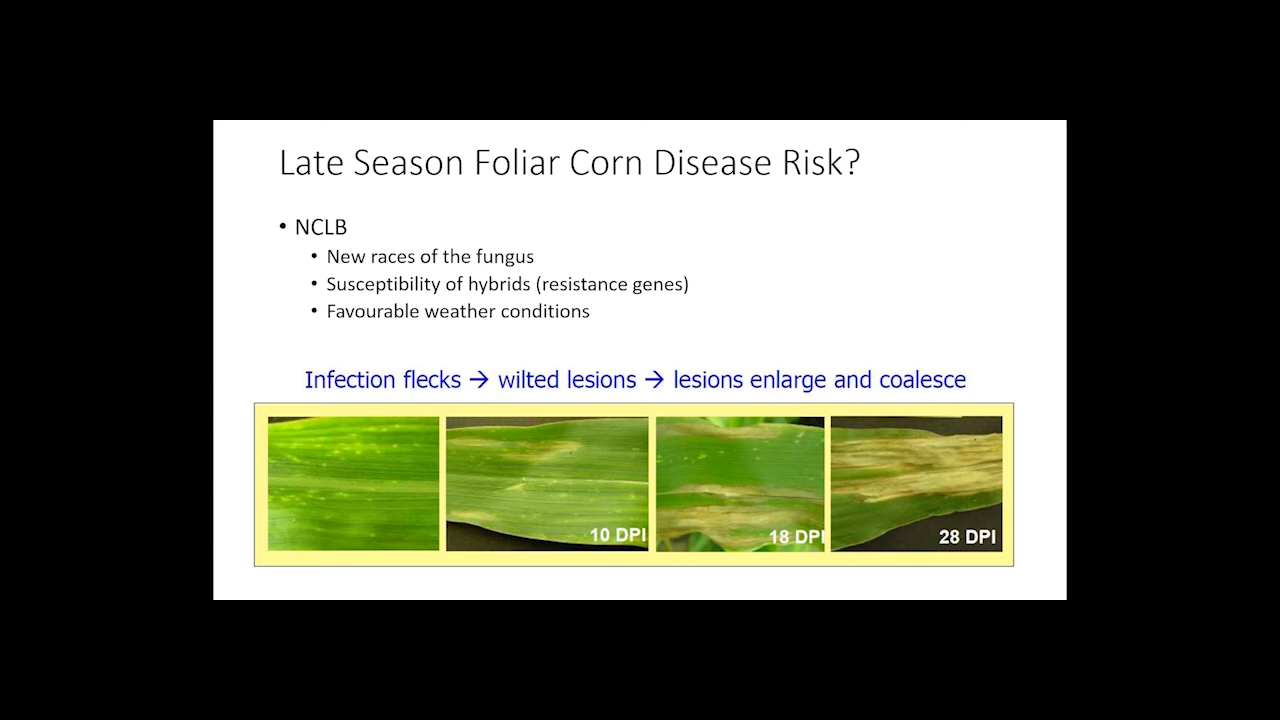 Late Season Foliar Corn Disease Risk?
• NCLB
• New races of the fungus
• Susceptibility of hybrids (resistance genes)
• Favourable weather conditions
Infection flecks → wilted lesions → lesions enlarge and coalesce
10 DPI
18 DPI
28 DPI